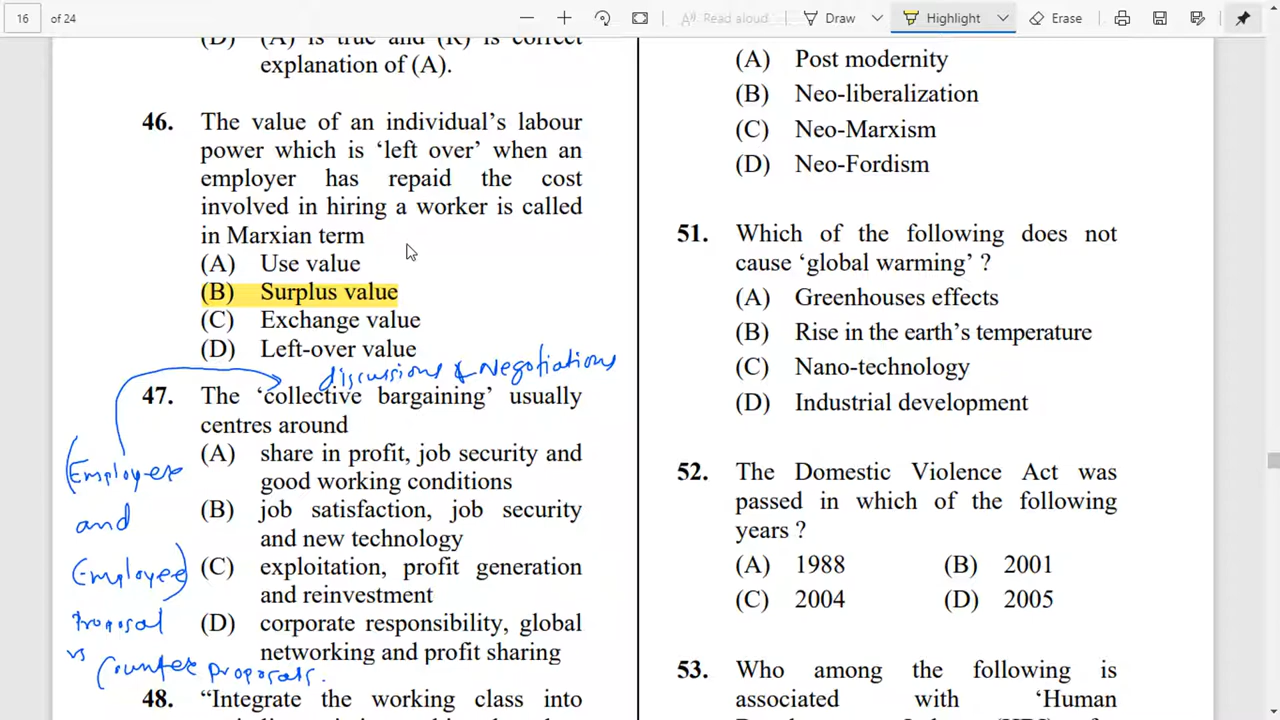 16
of 24
Read aloud
Draw
Highlight
Erase
(D) (A) is true and (R) is correct
explanation of (A).
46. The value of an individual's labour
power which is 'left over' when an
employer has repaid the cost
involved in hiring a worker is called
in Marxian term
(A) Use value
(B) Surplus value
(C) Exchange value
(D) Left-over value
discussions & Negotiations
47. The 'collective bargaining' usually
centres around
(A) share in profit, job security and
good working conditions
(B) job satisfaction, job security
and new technology
(C) exploitation, profit generation
and reinvestment
(D) corporate responsibility, global
networking and profit sharing
(Employer
and
Employee)
Proposal
vs
Counter proposals.
48. "Integrate the working class into
(A) Post modernity
(B) Neo-liberalization
(C) Neo-Marxism
(D) Neo-Fordism
51. Which of the following does not
cause 'global warming' ?
(A) Greenhouses effects
(B) Rise in the earth's temperature
(C) Nano-technology
(D) Industrial development
52. The Domestic Violence Act was
passed in which of the following
years ?
(A) 1988 (B) 2001
(C) 2004 (D) 2005
53. Who among the following is
associated with 'Human